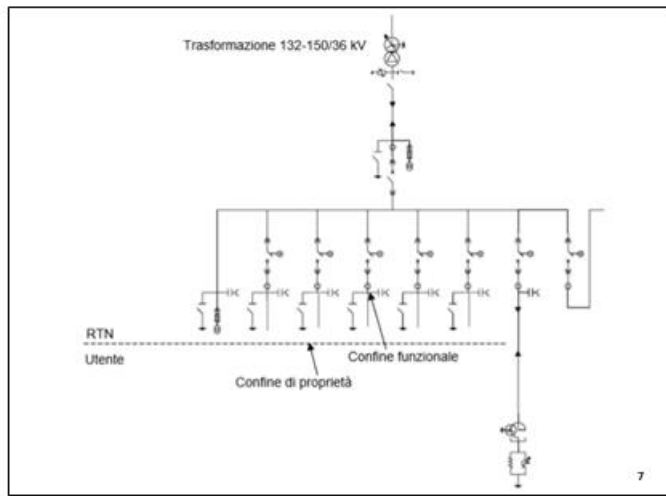 Trasformazione 132-150/36 kV
RTN
Utente
Confine funzionale
Confine di proprietà
7